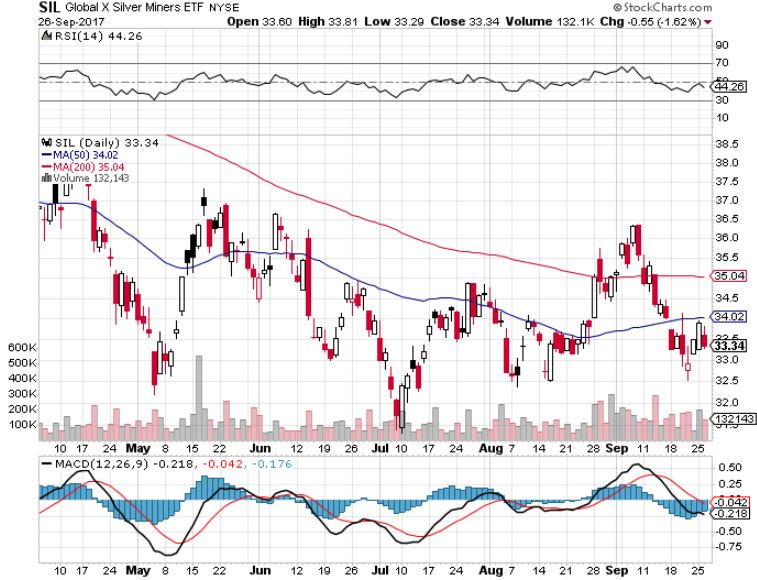 SIL Global X Silver Miners ETF NYSE
© StockCharts.com
26-Sep-2017
Open 33.60 High 33.81 Low 33.29 Close 33.34 Volume 132.1K Chg -0.55 (-1.62%)
RSI(14) 44.26
90
70
50
44.26
30
10
SIL (Daily) 33.34
MA(50) 34.02
MA(200) 35.04
Volume 132,143
38.5
38.0
37.5
37.0
36.5
36.0
35.5
35.04
34.5
34.02
33.34
33.0
32.5
32.0
600K
500K
400K
300K
200K
100K
132143
10 17 24 May 8 15 22 Jun 12 19 26 Jul 10 17 24 Aug 7 14 21 28 Sep 11 18 25
MACD(12,26,9) -0.218, -0.042, -0.176
0.50
0.25
-0.042
-0.218
-0.50
-0.75
10 17 24 May 8 15 22 Jun 12 19 26 Jul 10 17 24 Aug 7 14 21 28 Sep 11 18 25